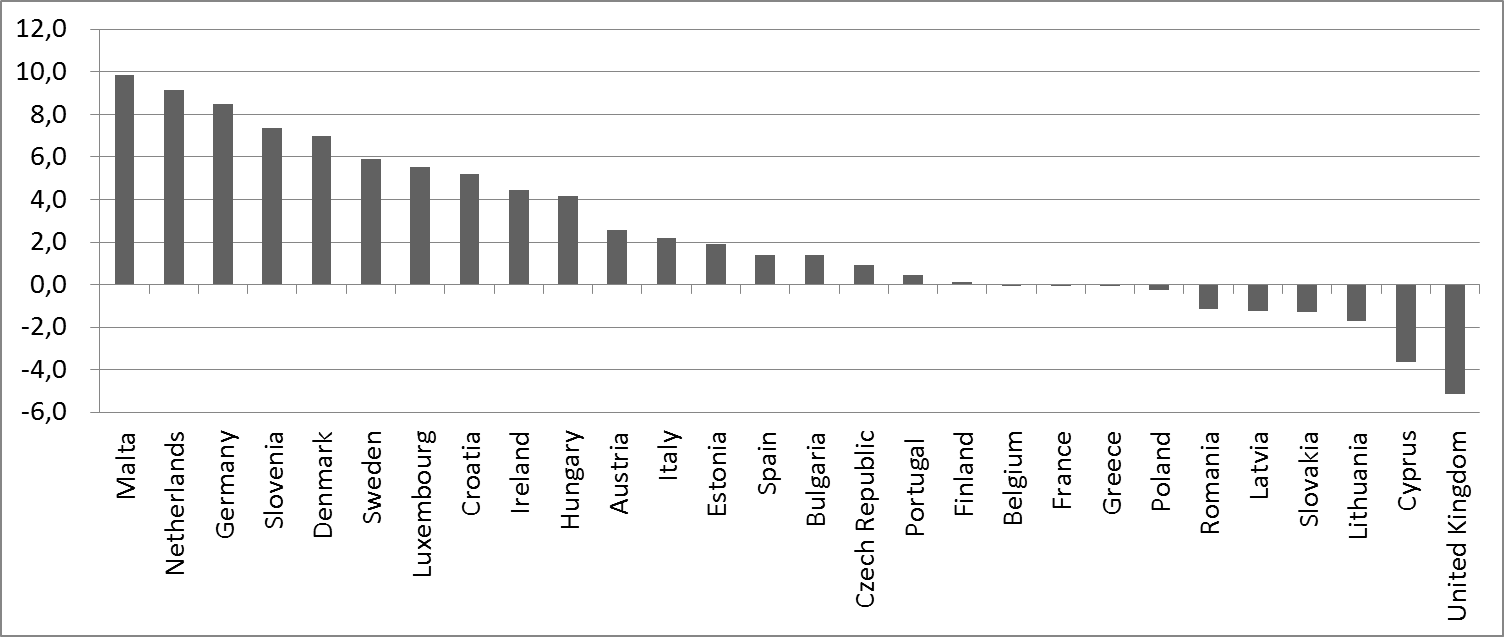 12,0
10,0
8,0
6,0
4,0
2,0
0,0
-2,0
-4,0
-6,0
Malta
Netherlands
Germany
Slovenia
Denmark
Sweden
Luxembourg
Croatia
Ireland
Hungary
Austria
Italy
Estonia
Spain
Bulgaria
Czech Republic
Portugal
Finland
Belgium
France
Greece
Poland
Romania
Latvia
Slovakia
Lithuania
Cyprus
United Kingdom